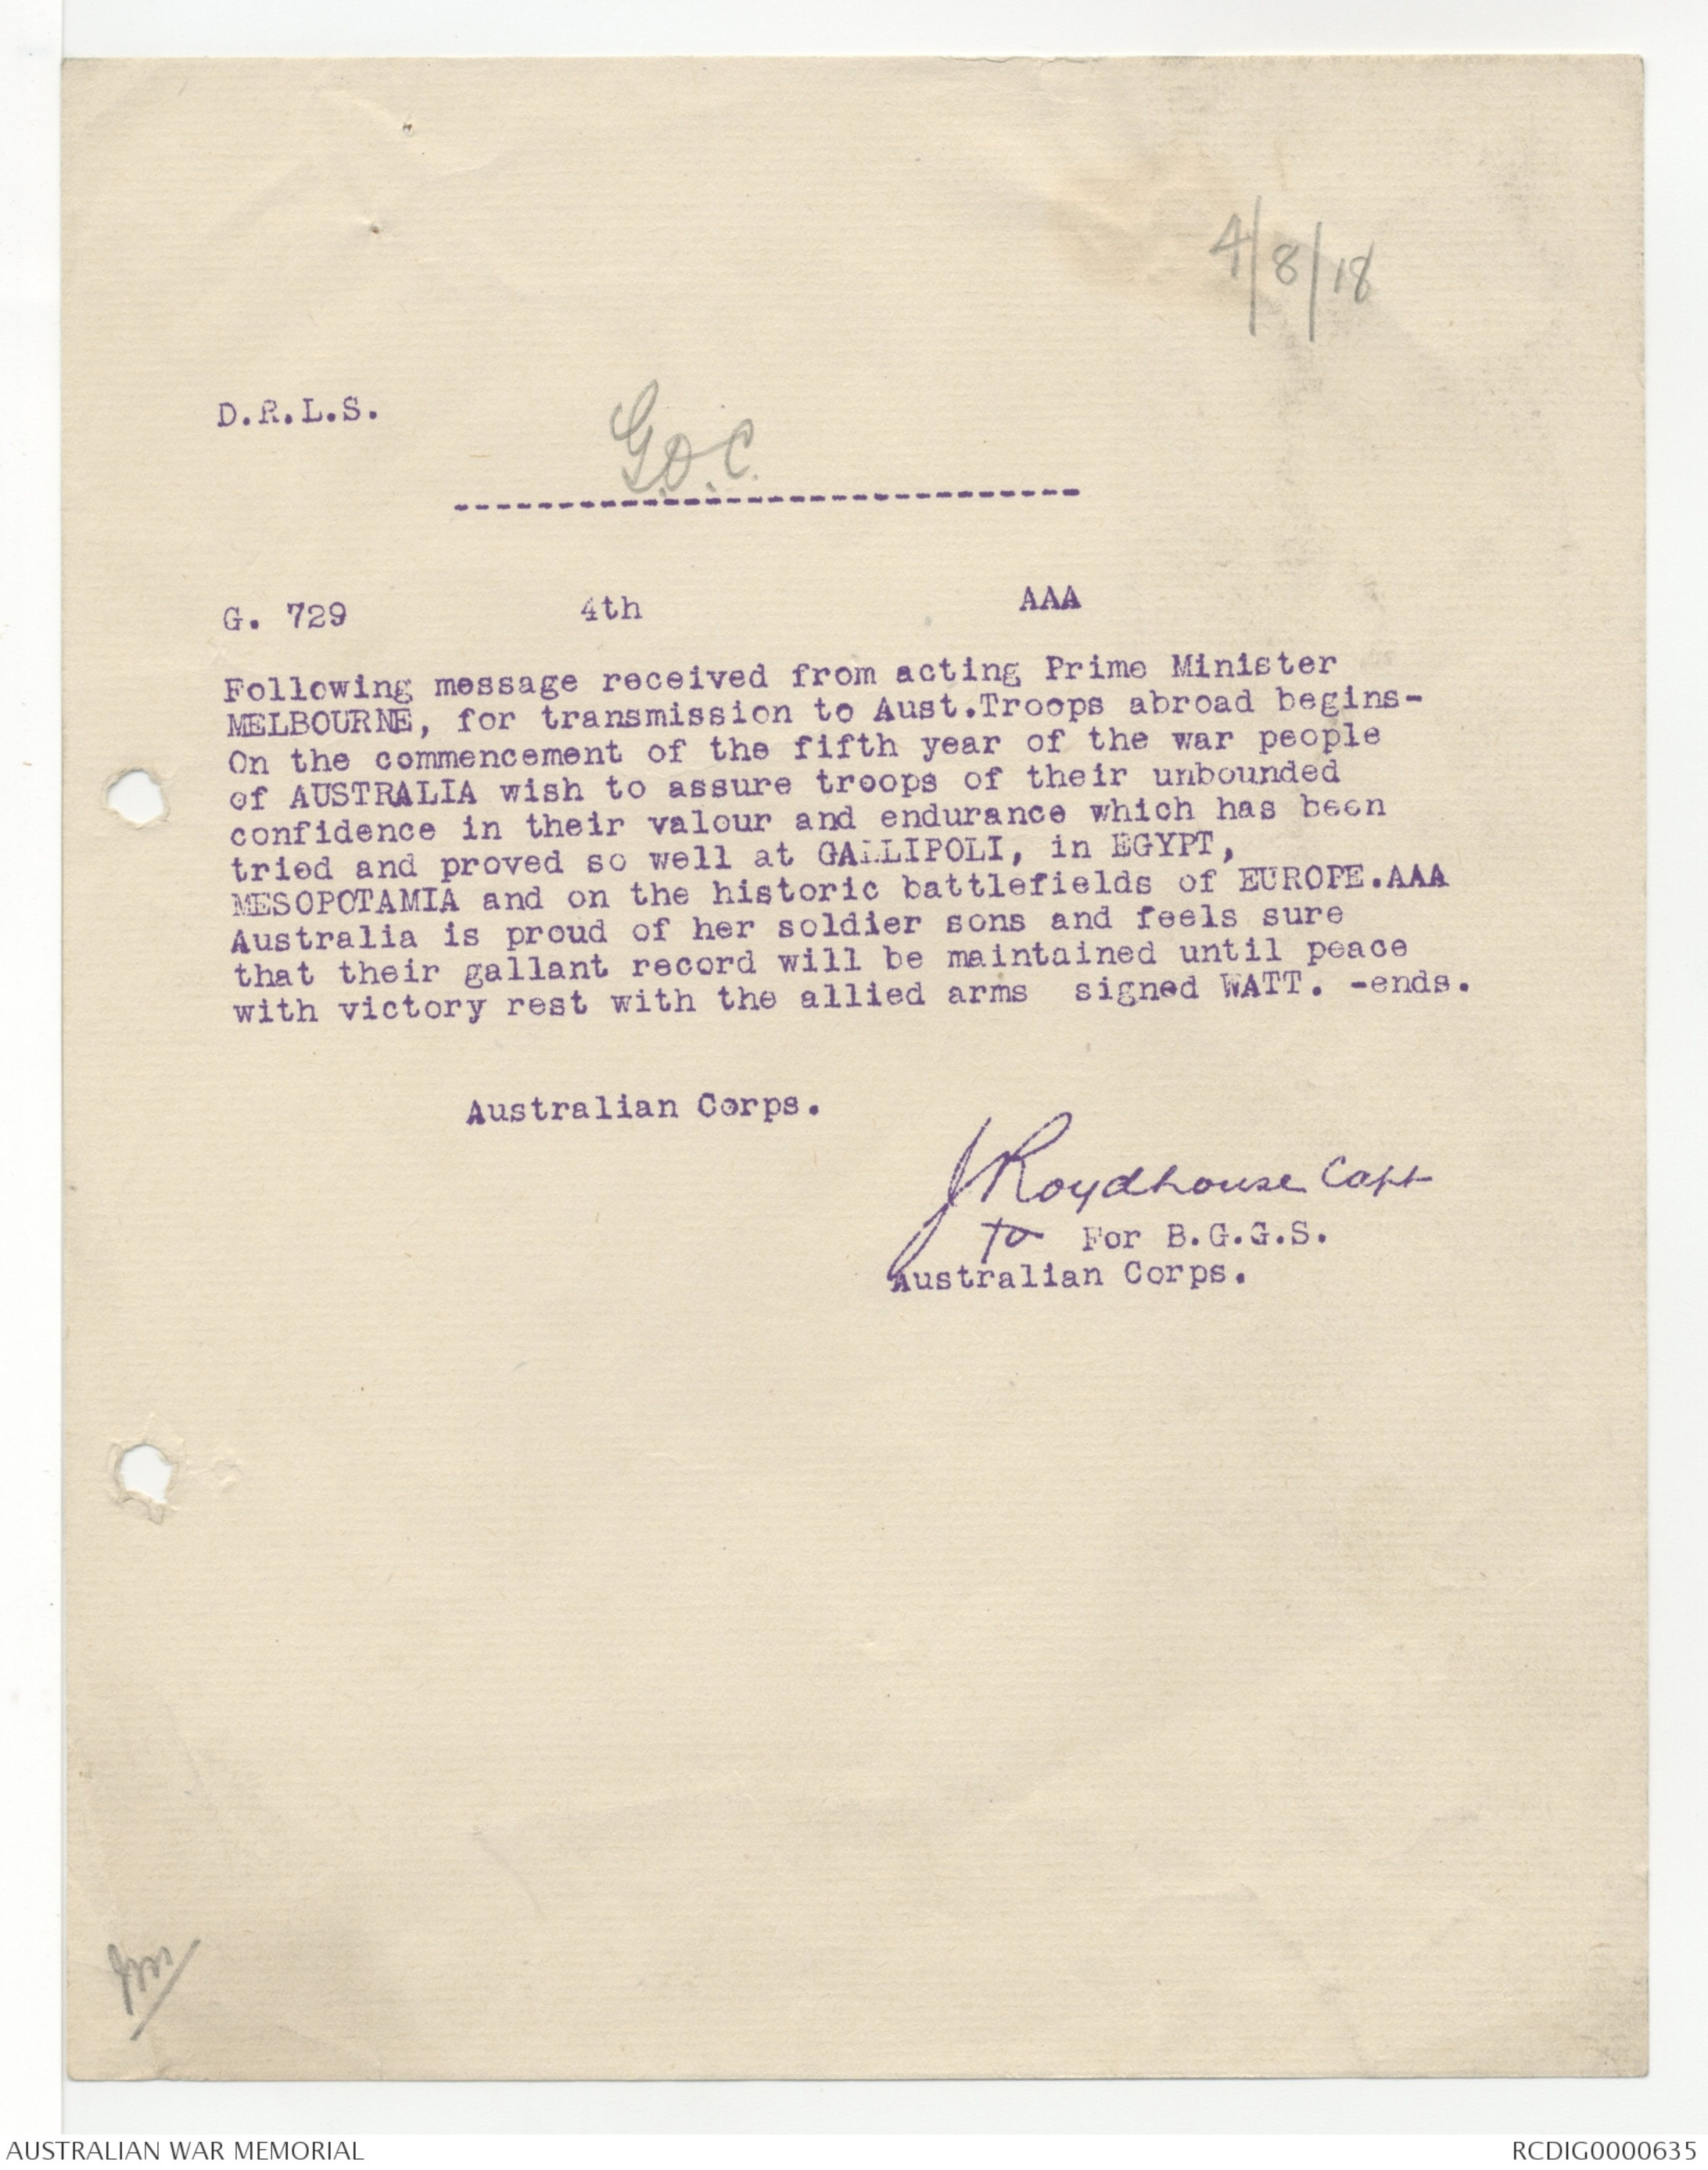 4/8/18
D.R.L.S.
G.O.C.
------------------------------
G. 729 4th AAA
Following message received from acting Prime Minister
MELBOURNE, for transmission to Aust.Troops abroad begins-
On the commencement of the fifth year of the war people
of AUSTRALIA wish to assure troops of their unbounded
confidence in their valour and endurance which has been
tried and proved so well at GALLIPOLI, in EGYPT,
MESOPOTAMIA and on the historic battlefields of EUROPE.AAA
Australia is proud of her soldier sons and feels sure
that their gallant record will be maintained until peace
with victory rest with the allied arms signed WATT. -ends.
Australian Corps.
J Roydhouse Capt
For B.G.G.S.
Australian Corps.
AUSTRALIAN WAR MEMORIAL
RCDIG0000635